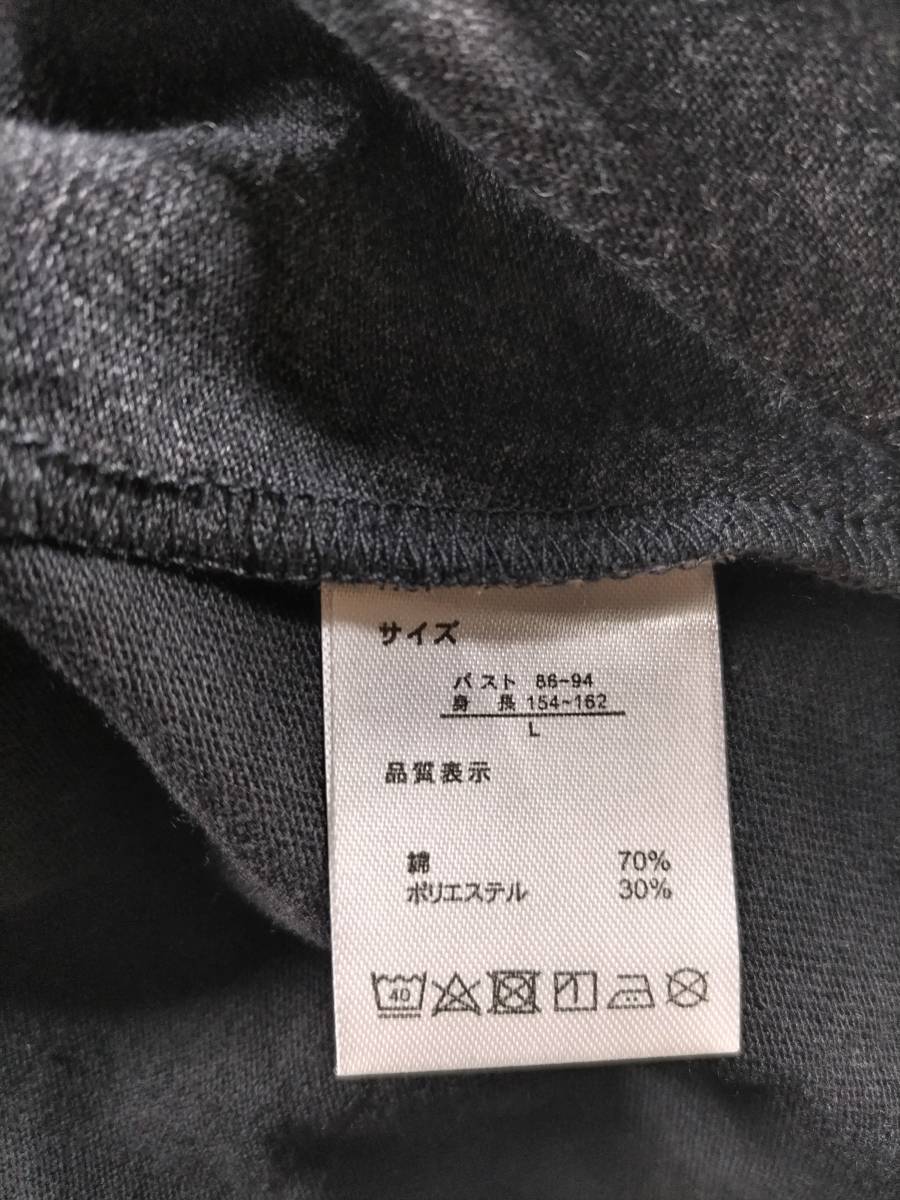 サイズ
バスト 86~94
身 長 154~162
L
品質表示
綿 70%
ポリエステル 30%
40